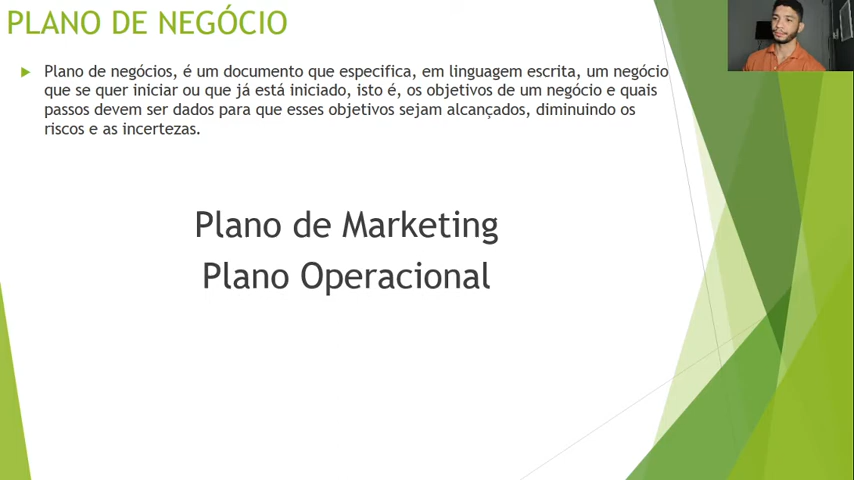 PLANO DE NEGÓCIO
Plano de negócios, é um documento que especifica, em linguagem escrita, um negócio
que se quer iniciar ou que já está iniciado, isto é, os objetivos de um negócio e quais
passos devem ser dados para que esses objetivos sejam alcançados, diminuindo os
riscos e as incertezas.
Plano de Marketing
Plano Operacional